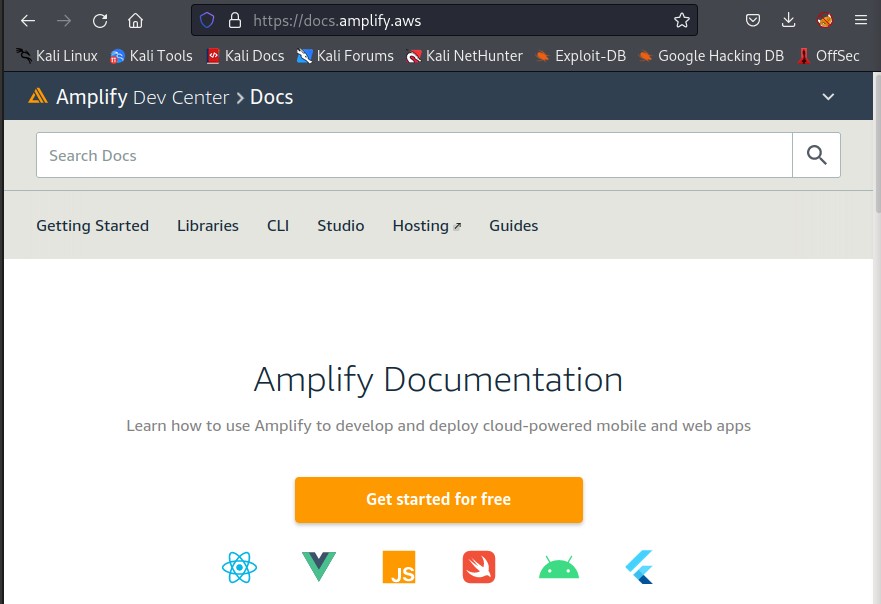 https://docs.amplify.aws
Kali Linux Kali Tools Kali Docs Kali Forums Kali NetHunter Exploit-DB Google Hacking DB OffSec
Amplify Dev Center > Docs
Search Docs
Getting Started Libraries CLI Studio Hosting Guides
Amplify Documentation
Learn how to use Amplify to develop and deploy cloud-powered mobile and web apps
Get started for free
JS